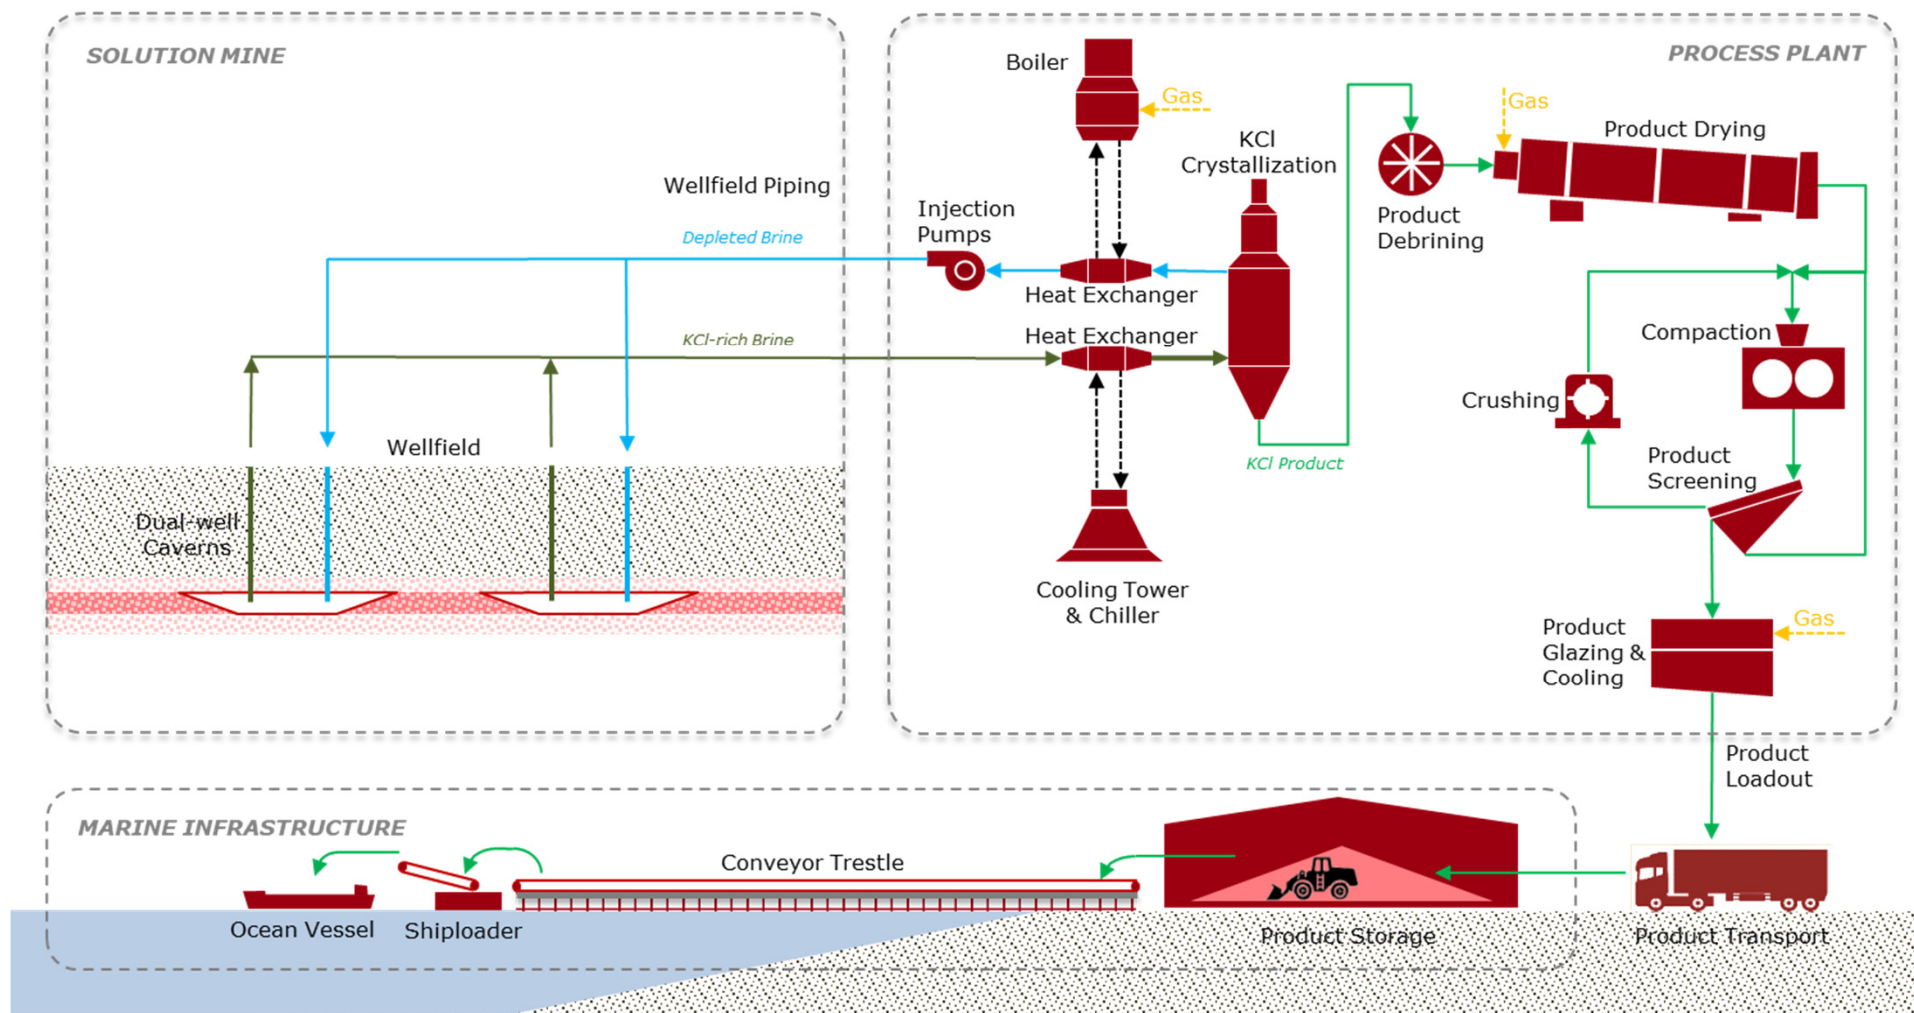 SOLUTION MINE
PROCESS PLANT
Boiler
Gas
Gas
Product Drying
KCl
Crystallization
Wellfield Piping
Injection
Pumps
Product
Debrining
Depleted Brine
Heat Exchanger
Heat Exchanger
KCl-rich Brine
Compaction
Crushing
Wellfield
KCl Product
Product
Screening
Dual-well
Caverns
Cooling Tower
& Chiller
Gas
Product
Glazing &
Cooling
Product
Loadout
MARINE INFRASTRUCTURE
Conveyor Trestle
Ocean Vessel
Shiploader
Product Storage
Product Transport